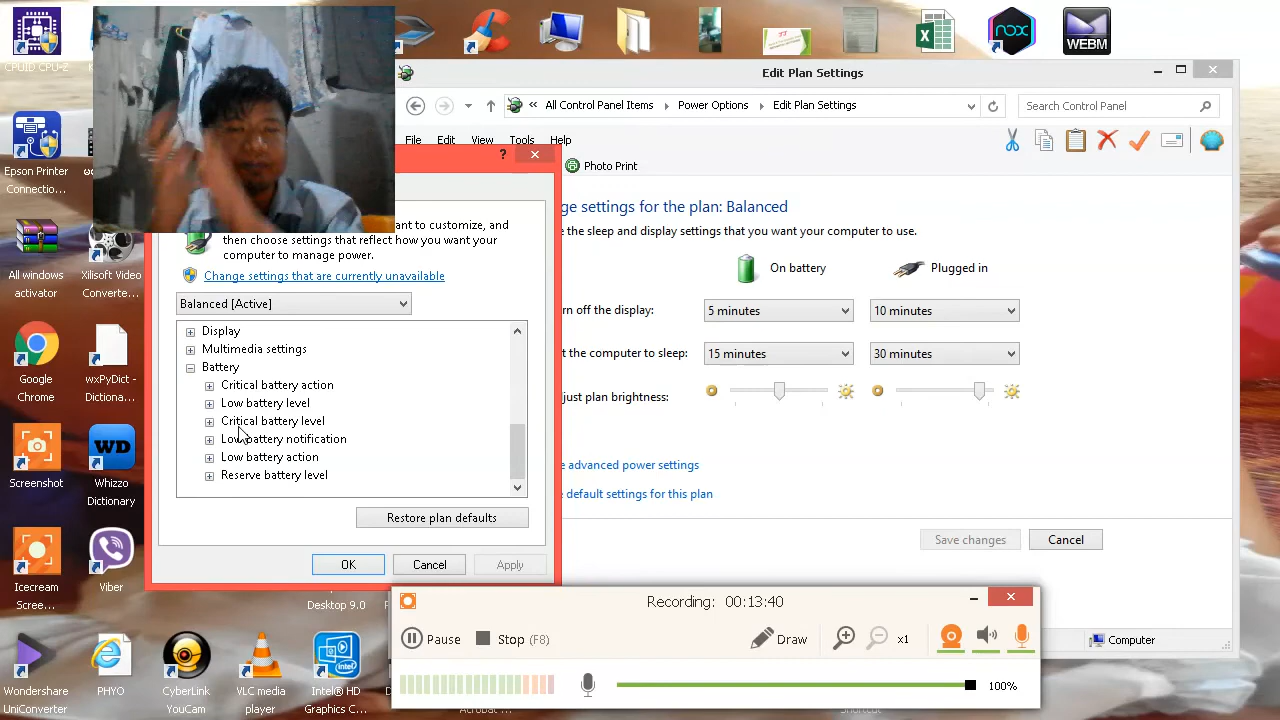 CPUID CPU-Z
Epson Printer
Connectio...
All windows
activator
Xilisoft Video
Converte...
Google
Chrome
wxPyDict -
Dictiona...
Screenshot
WD
Whizzo
Dictionary
Icecream
Scree...
Viber
Wondershare
UniConverter
PHYO
CyberLink
YouCam
VLC media
player
Intel® HD
Graphics C...
Desktop 9.0
nox
WEBM
Edit Plan Settings
All Control Panel Items
Power Options
Edit Plan Settings
Search Control Panel
File Edit View Tools Help
Photo Print
ge settings for the plan: Balanced
e the sleep and display settings that you want your computer to use.
On battery
Plugged in
rn off the display:
5 minutes
10 minutes
t the computer to sleep:
15 minutes
30 minutes
just plan brightness:
e advanced power settings
e default settings for this plan
Save changes
Cancel
Computer
ant to customize, and
then choose settings that reflect how you want your
computer to manage power.
Change settings that are currently unavailable
Balanced [Active]
Display
Multimedia settings
Battery
Critical battery action
Low battery level
Critical battery level
Low battery notification
Low battery action
Reserve battery level
Restore plan defaults
OK
Cancel
Apply
Recording: 00:13:40
Pause
Stop (F8)
Draw
x1
100%